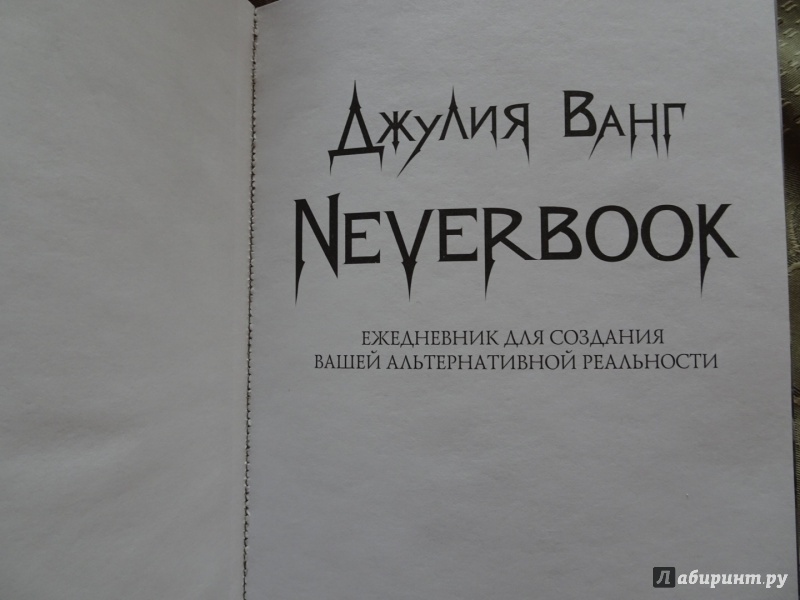 Джулия Ванг
NEVERBOOK
ЕЖЕДНЕВНИК ДЛЯ СОЗДАНИЯ
ВАШЕЙ АЛЬТЕРНАТИВНОЙ РЕАЛЬНОСТИ
Лабиринт.ру